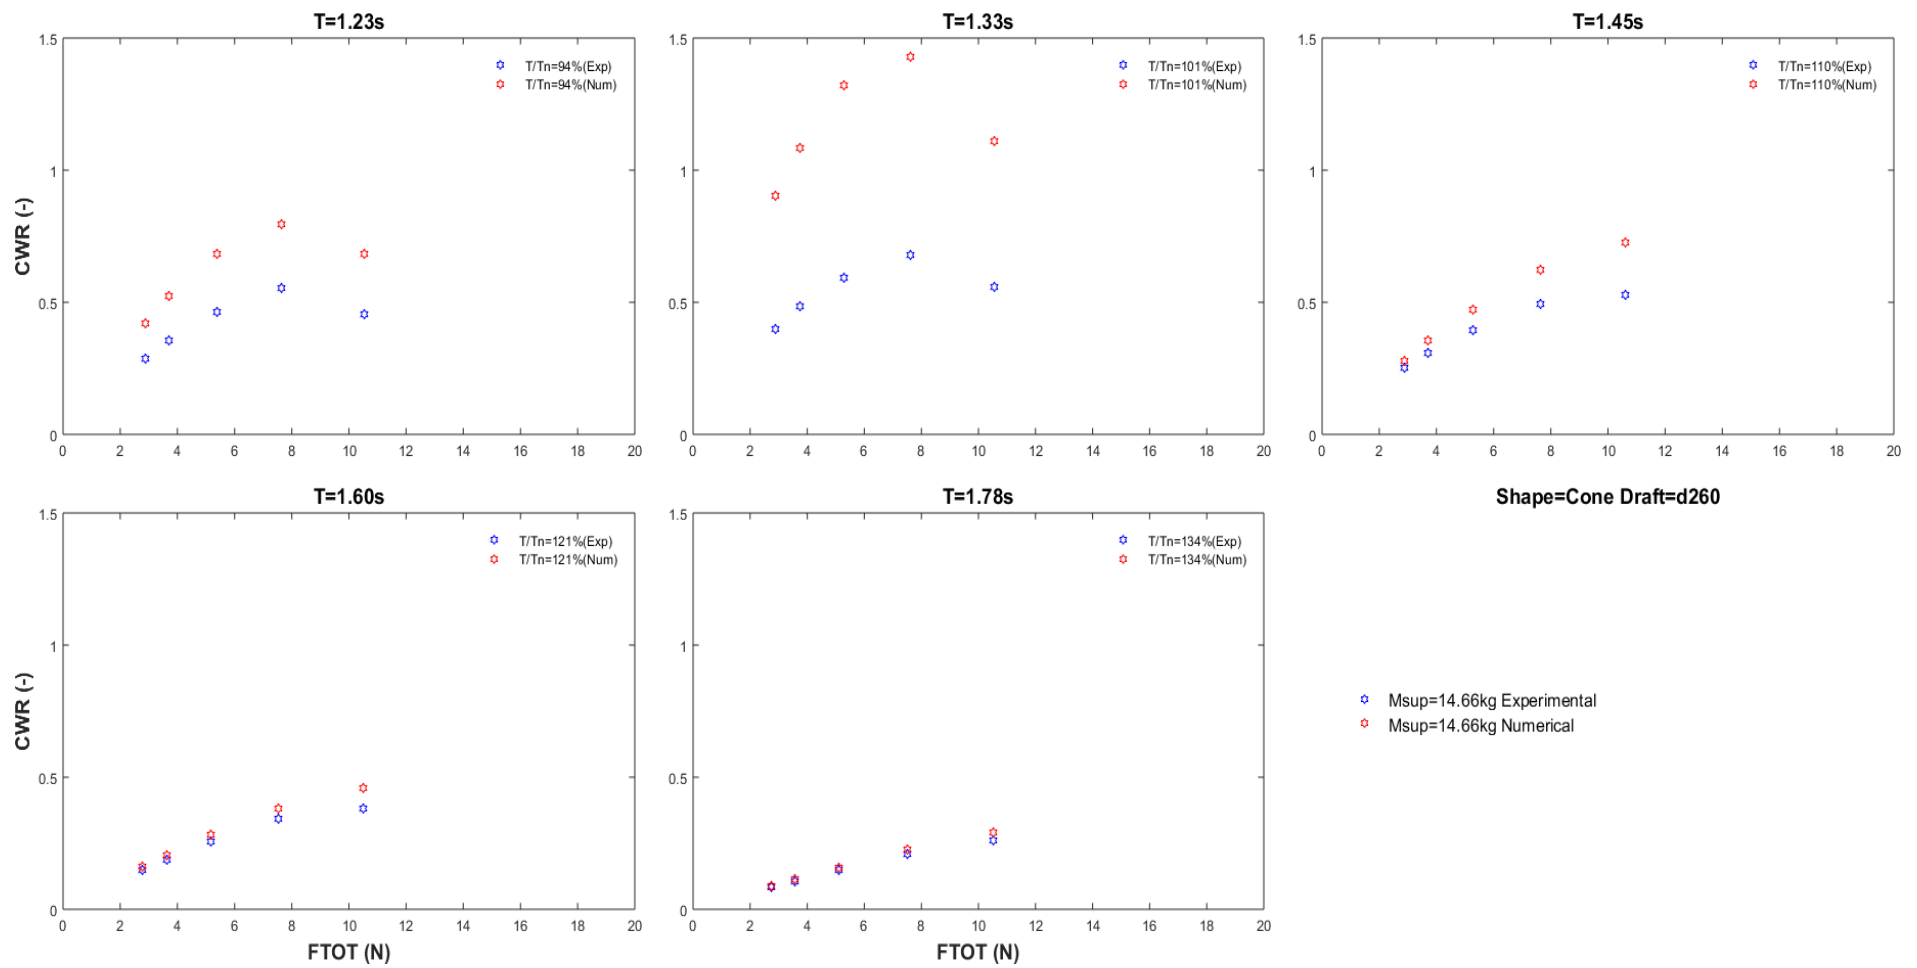 T=1.23s
1.5
1
0.5
0
CWR (-)
T/Tn=94%(Exp)
T/Tn=94%(Num)
0 2 4 6 8 10 12 14 16 18 20
T=1.33s
1.5
1
0.5
0
T/Tn=101%(Exp)
T/Tn=101%(Num)
0 2 4 6 8 10 12 14 16 18 20
T=1.45s
1.5
1
0.5
0
T/Tn=110%(Exp)
T/Tn=110%(Num)
0 2 4 6 8 10 12 14 16 18 20
T=1.60s
1.5
1
0.5
0
CWR (-)
T/Tn=121%(Exp)
T/Tn=121%(Num)
0 2 4 6 8 10 12 14 16 18 20
FTOT (N)
T=1.78s
1.5
1
0.5
0
T/Tn=134%(Exp)
T/Tn=134%(Num)
0 2 4 6 8 10 12 14 16 18 20
FTOT (N)
Shape=Cone Draft=d260
Msup=14.66kg Experimental
Msup=14.66kg Numerical